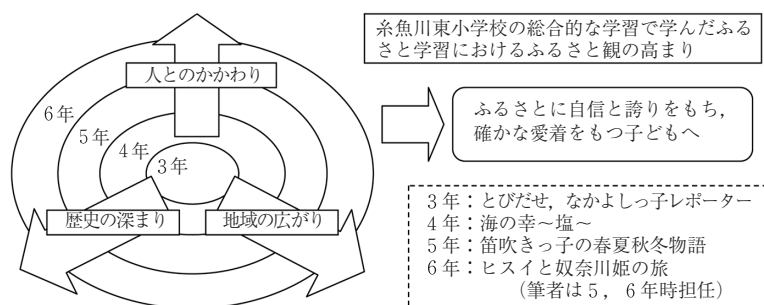 糸魚川東小学校の総合的な学習で学んだふる
さと学習におけるふるさと観の高まり
人とのかかわり
6年
5年
4年
3年
ふるさとに自信と誇りをもち，
確かな愛着をもつ子どもへ
歴史の深まり
地域の広がり
3年：とびだせ，なかよしっ子レポーター
4年：海の幸～塩～
5年：笛吹きっ子の春夏秋冬物語
6年：ヒスイと奴奈川姫の旅
（筆者は5，6年時担任）